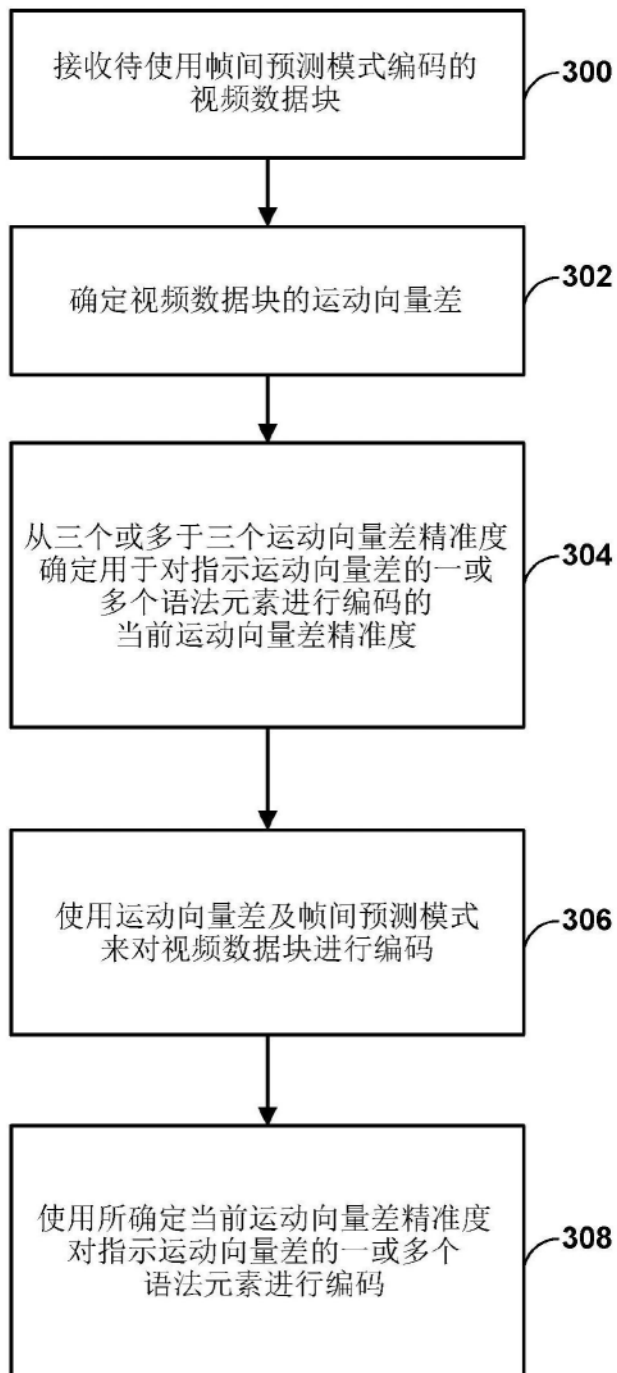 接收待使用帧间预测模式编码的
视频数据块
300
确定视频数据块的运动向量差
302
从三个或多于三个运动向量差精准度
确定用于对指示运动向量差的一或
多个语法元素进行编码的
当前运动向量差精准度
304
使用运动向量差及帧间预测模式
来对视频数据块进行编码
306
使用所确定当前运动向量差精准度
对指示运动向量差的一或多个
语法元素进行编码
308